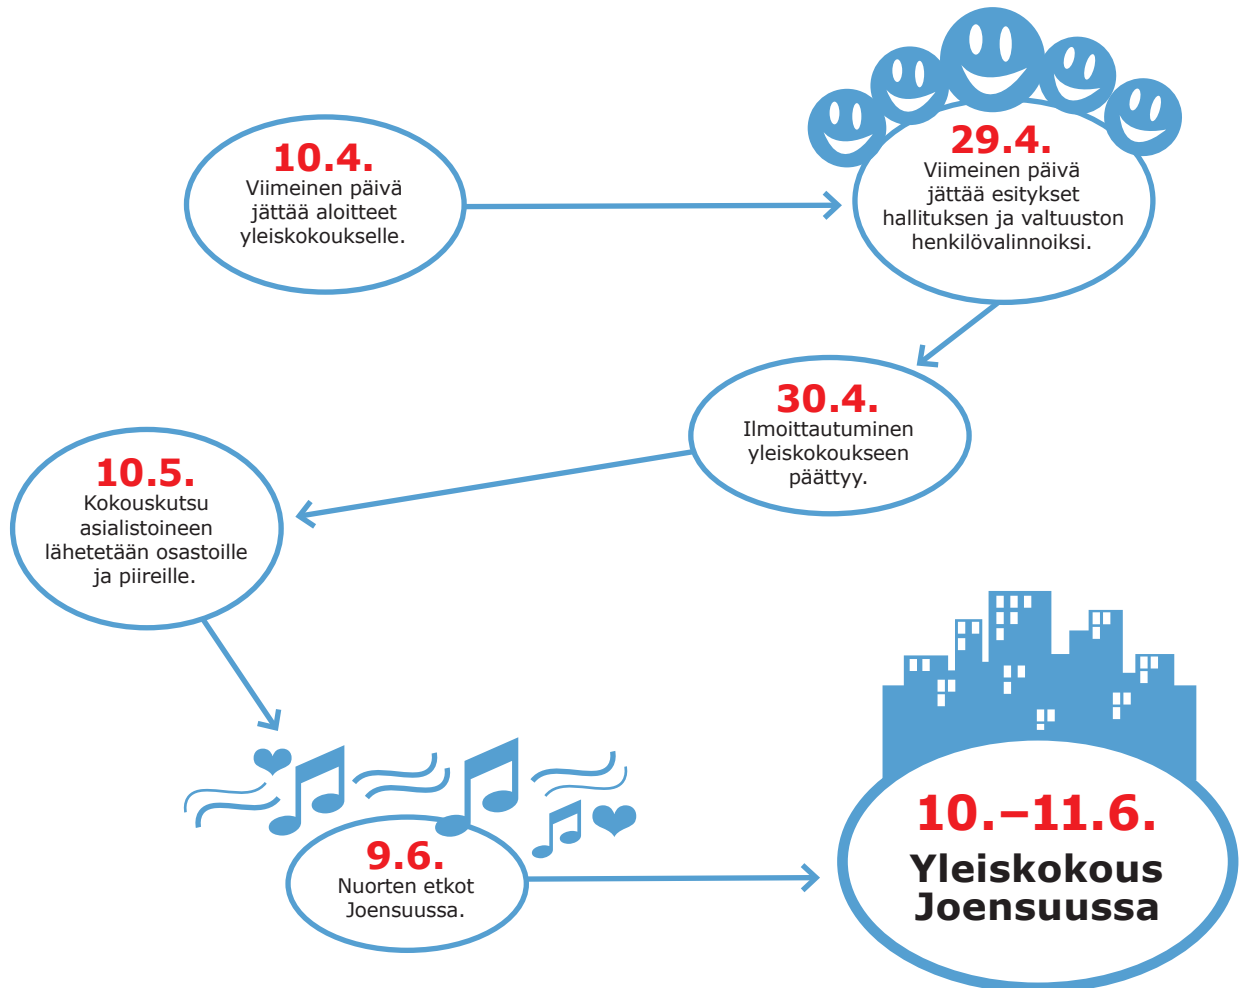 10.4.
Viimeinen päivä
jättää aloitteet
yleiskokoukselle.
29.4.
Viimeinen päivä
jättää esitykset
hallituksen ja valtuuston
henkilövalinnoiksi.
30.4.
Ilmoittautuminen
yleiskokoukseen
päättyy.
10.5.
Kokouskutsu
asialistoineen
lähetetään osastoille
ja piireille.
9.6.
Nuorten etkot
Joensuussa.
10.–11.6.
Yleiskokous
Joensuussa